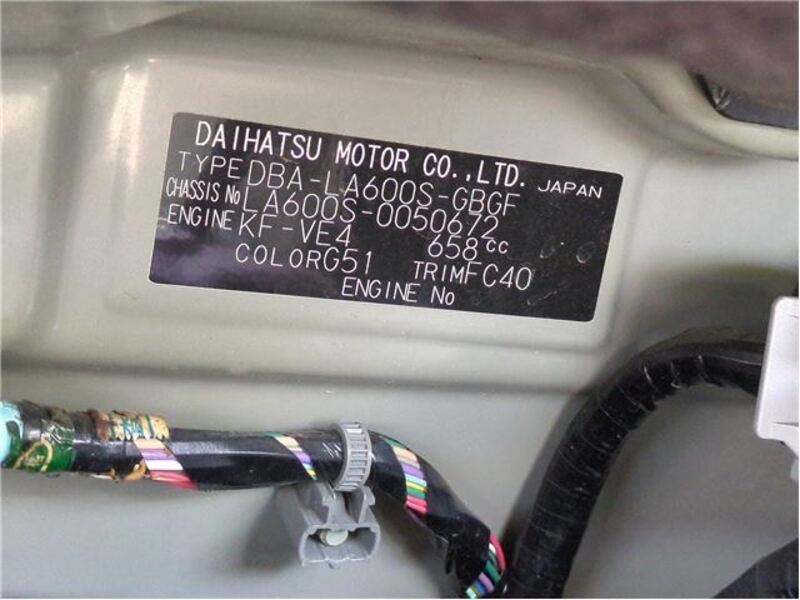 DAIHATSU MOTOR CO.,LTD. JAPAN
TYPE DBA-LA600S-GBGF
CHASSIS No LA600S-0050672
ENGINE KF-VE4 658cc
COLOR G51 TRIM FC40
ENGINE No